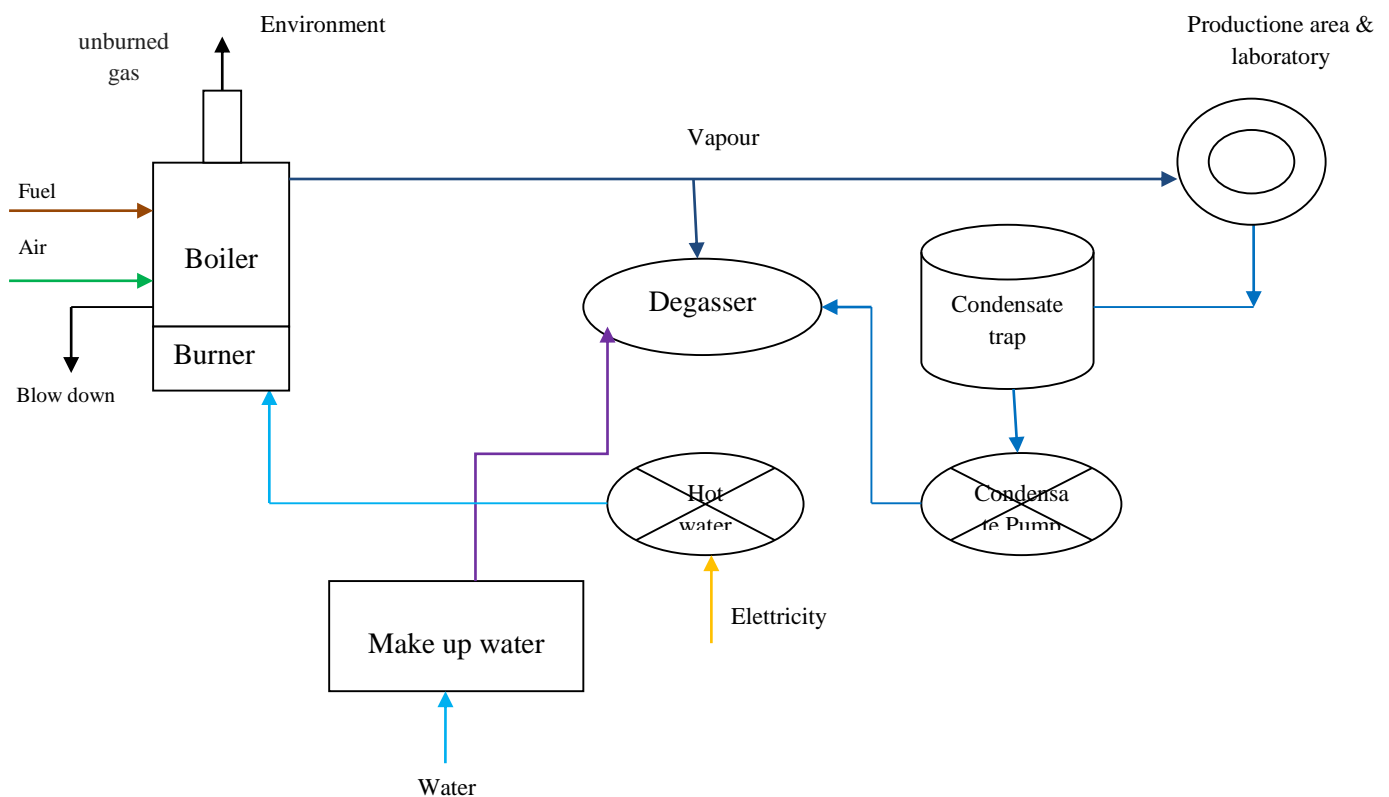 Environment
unburned
gas
Productione area &
laboratory
Vapour
Fuel
Air
Boiler
Degasser
Condensate
trap
Burner
Blow down
Hot
water
Condensa
te Pump
Elettricity
Make up water
Water